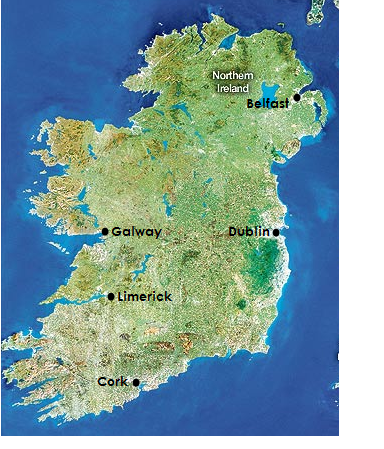 Northern
Ireland
Belfast
Galway
Dublin
Limerick
Cork